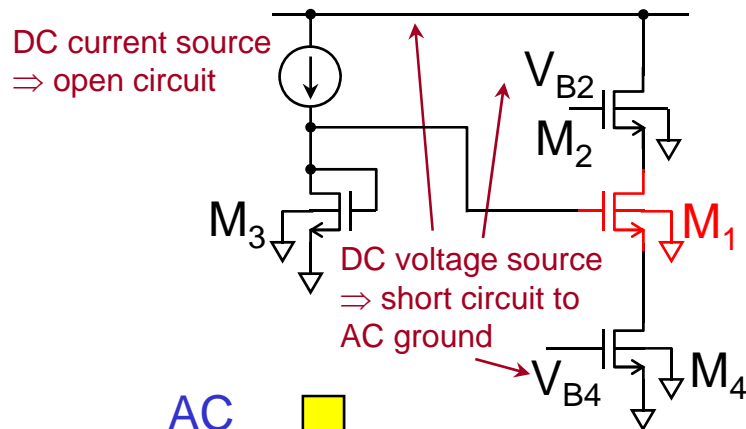 DC current source
⇒ open circuit
V_B2
M_2
M_3
M_1
DC voltage source
⇒ short circuit to
AC ground
V_B4
M_4
AC